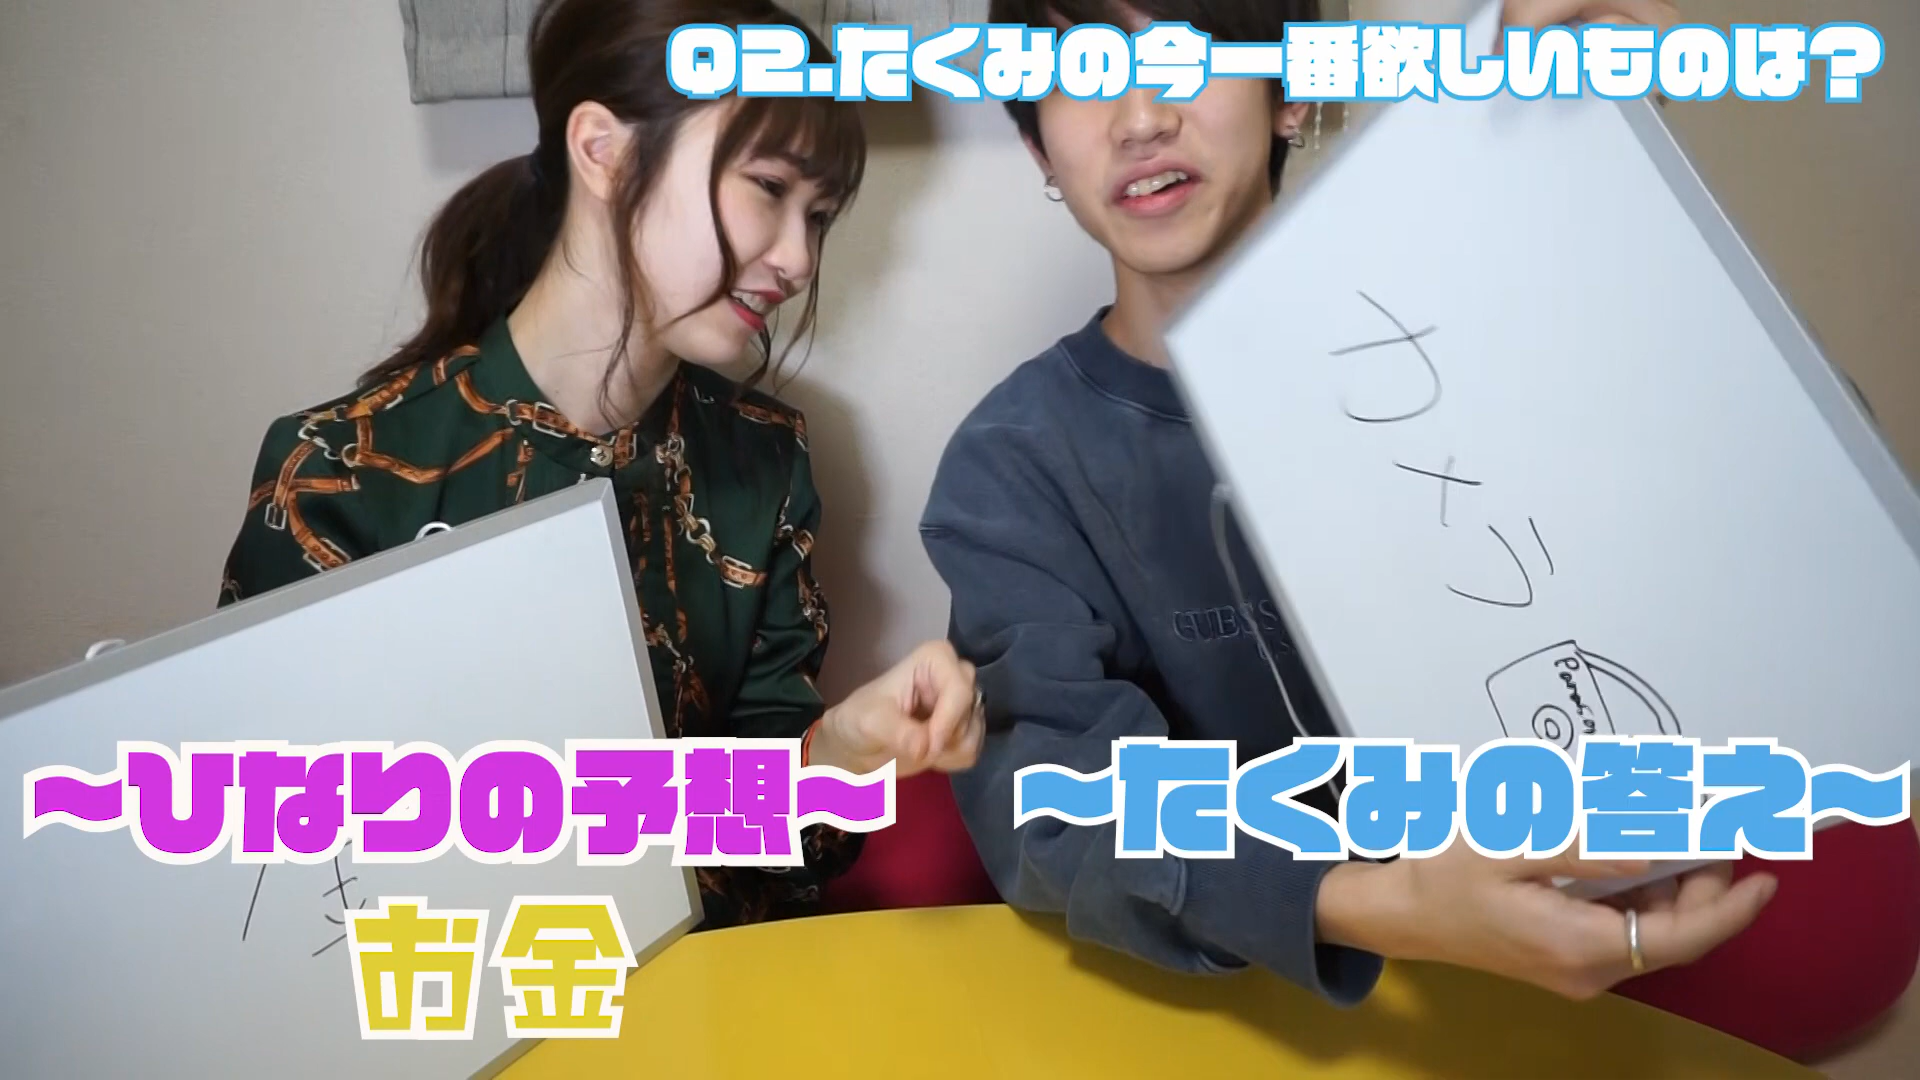 Q2.たくみの今一番欲しいものは?
カメラ
GUESS
~ひなりの予想~
~たくみの答え~
お金